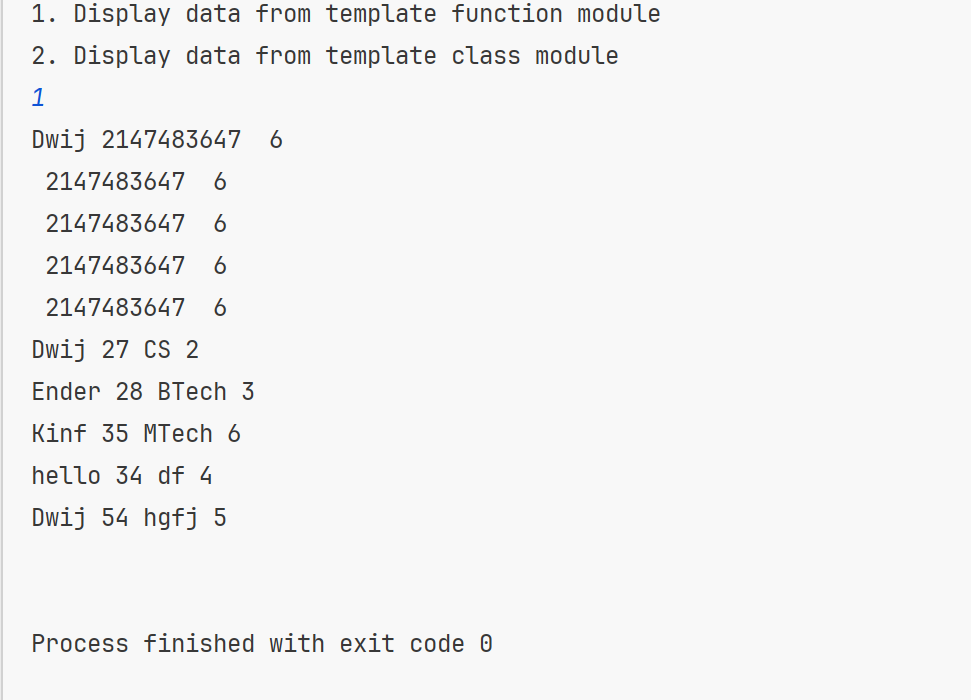 1. Display data from template function module
2. Display data from template class module
1
Dwij 2147483647  6
 2147483647  6
 2147483647  6
 2147483647  6
 2147483647  6
Dwij 27 CS 2
Ender 28 BTech 3
Kinf 35 MTech 6
hello 34 df 4
Dwij 54 hgfj 5
Process finished with exit code 0